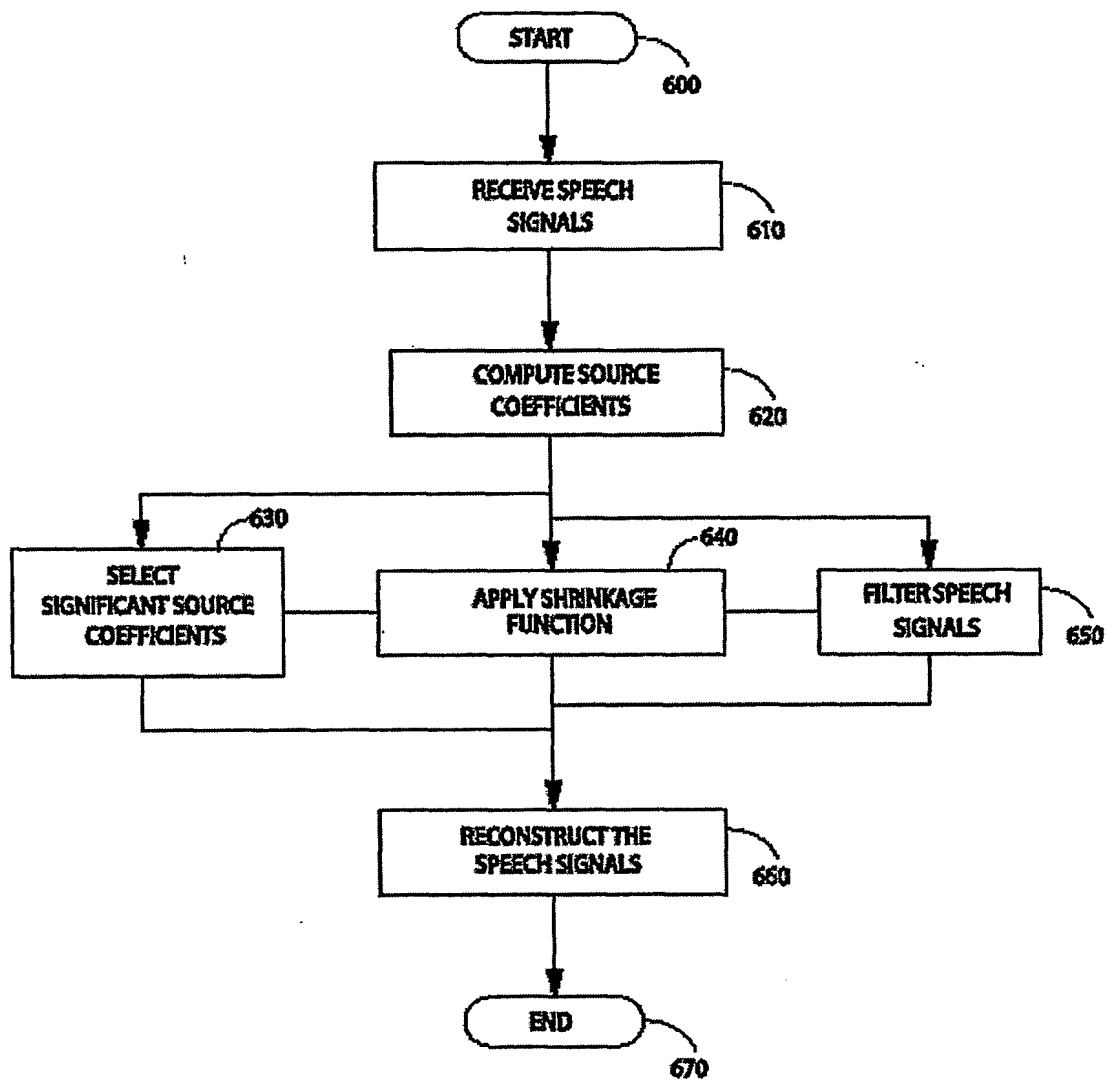 START
600
RECEIVE SPEECH
SIGNALS
610
COMPUTE SOURCE
COEFFICIENTS
620
630
SELECT
SIGNIFICANT SOURCE
COEFFICIENTS
640
APPLY SHRINKAGE
FUNCTION
FILTER SPEECH
SIGNALS
650
RECONSTRUCT THE
SPEECH SIGNALS
660
END
670